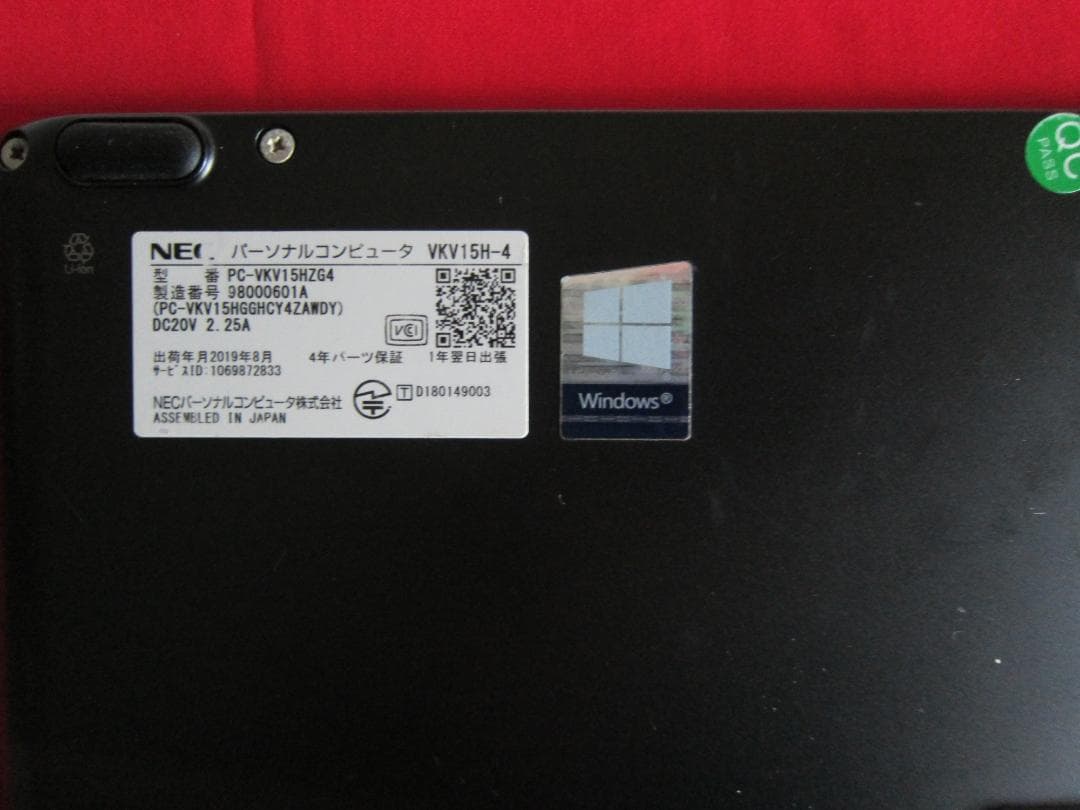 NEC パーソナルコンピュータ VKV15H-4
型 番 PC-VKV15HZG4
製造番号 98000601A
(PC-VKV15HGGHCY4ZAWDY)
DC20V 2.25A
VCCI
出荷年月2019年8月 4年パーツ保証 1年翌日出張
ｻｰﾋﾞｽID:1069872833
T D180149003
NECパーソナルコンピュータ株式会社
ASSEMBLED IN JAPAN
Li-ion
Windows®
QC
PASS